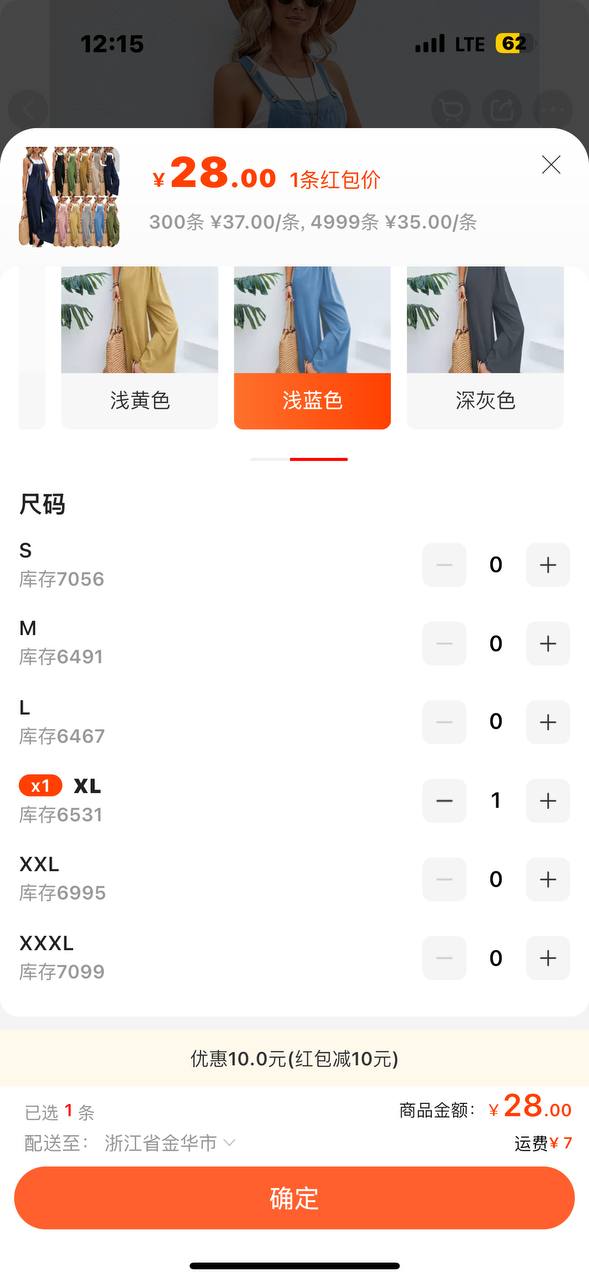 12:15 LTE 62
¥28.00 1条红包价
300条 ¥37.00/条, 4999条 ¥35.00/条
浅黄色 浅蓝色 深灰色
尺码
S
库存7056
0
M
库存6491
0
L
库存6467
0
x1 XL
库存6531
1
XXL
库存6995
0
XXXL
库存7099
0
优惠10.0元(红包减10元)
已选 1 条 商品金额: ¥28.00
配送至: 浙江省金华市 运费¥7
确定